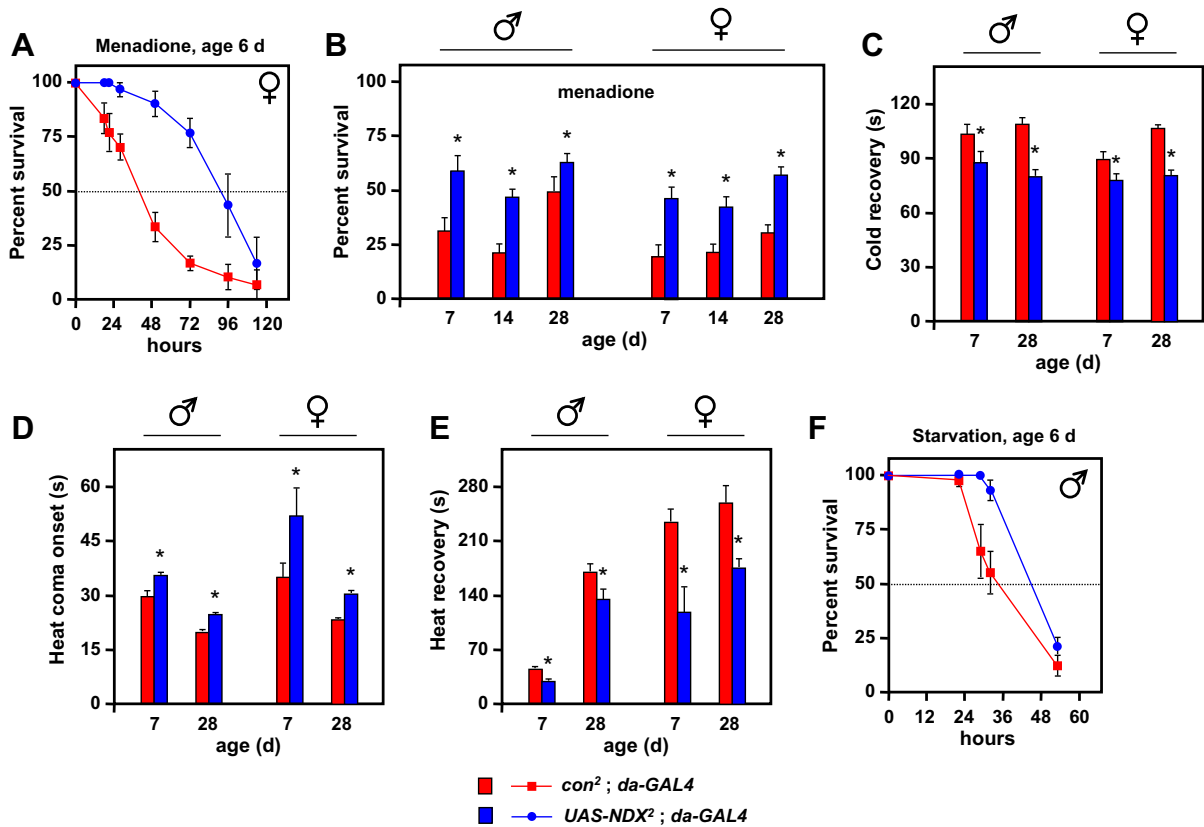 A
Menadione, age 6 d
♀
Percent survival
100
75
50
25
0
0 24 48 72 96 120
hours
B
♂ ♀
menadione
Percent survival
100
75
50
25
0
* * * * * *
7 14 28 7 14 28
age (d)
C
♂ ♀
Cold recovery (s)
120
90
60
30
0
* * * *
7 28 7 28
age (d)
D
♂ ♀
Heat coma onset (s)
60
45
30
15
0
* * * *
7 28 7 28
age (d)
E
♂ ♀
Heat recovery (s)
280
210
140
70
0
* * * *
7 28 7 28
age (d)
F
Starvation, age 6 d
♂
Percent survival
100
75
50
25
0
0 12 24 36 48 60
hours
con² ; da-GAL4
UAS-NDX² ; da-GAL4